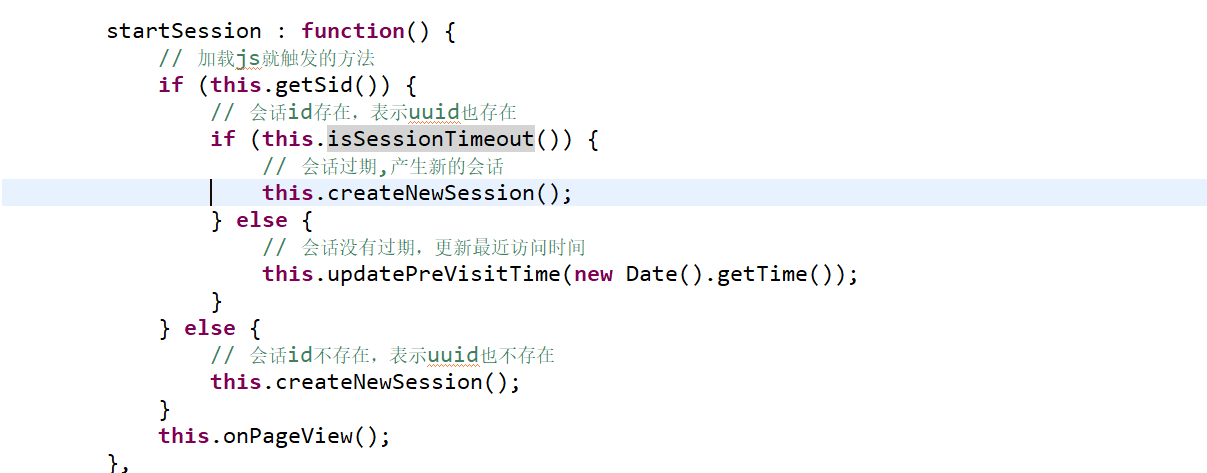 startSession : function() {
// 加载js就触发的方法
if (this.getSid()) {
// 会话id存在，表示uuid也存在
if (this.isSessionTimeout()) {
// 会话过期,产生新的会话
this.createNewSession();
} else {
// 会话没有过期，更新最近访问时间
this.updatePreVisitTime(new Date().getTime());
}
} else {
// 会话id不存在，表示uuid也不存在
this.createNewSession();
}
this.onPageView();
},